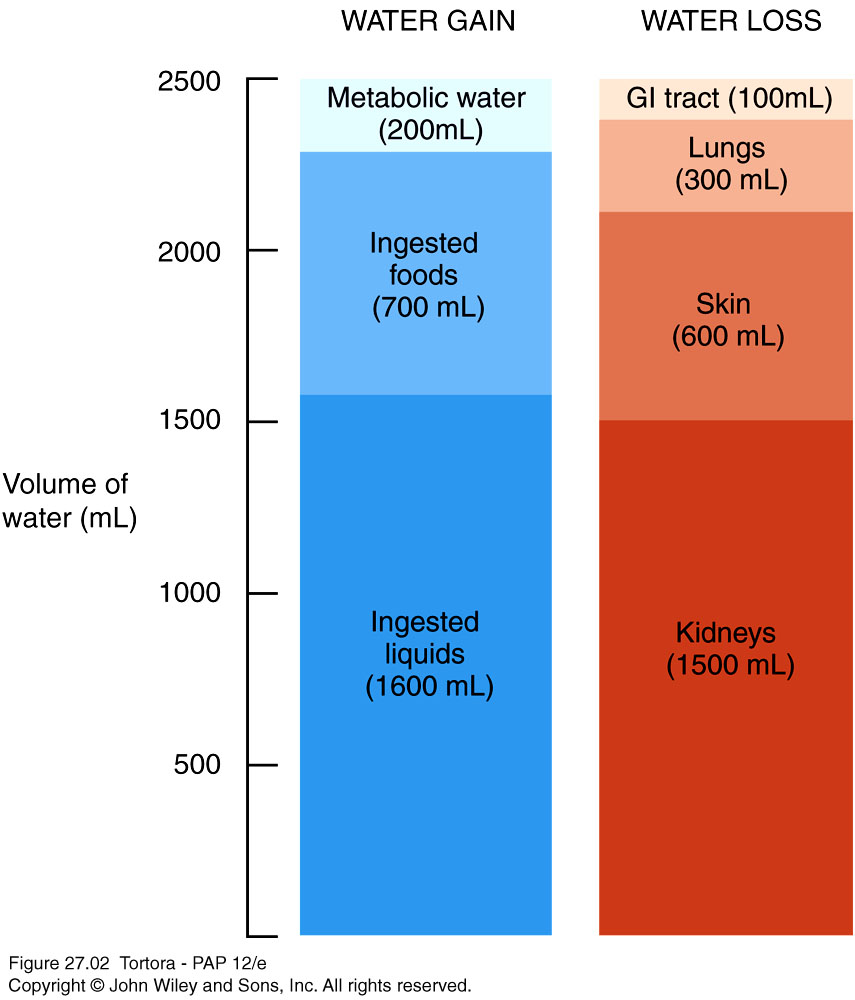 WATER GAIN
WATER LOSS
2500
2000
1500
1000
500
Volume of
water (mL)
Metabolic water
(200mL)
Ingested
foods
(700 mL)
Ingested
liquids
(1600 mL)
GI tract (100mL)
Lungs
(300 mL)
Skin
(600 mL)
Kidneys
(1500 mL)
Figure 27.02 Tortora - PAP 12/e
Copyright © John Wiley and Sons, Inc. All rights reserved.